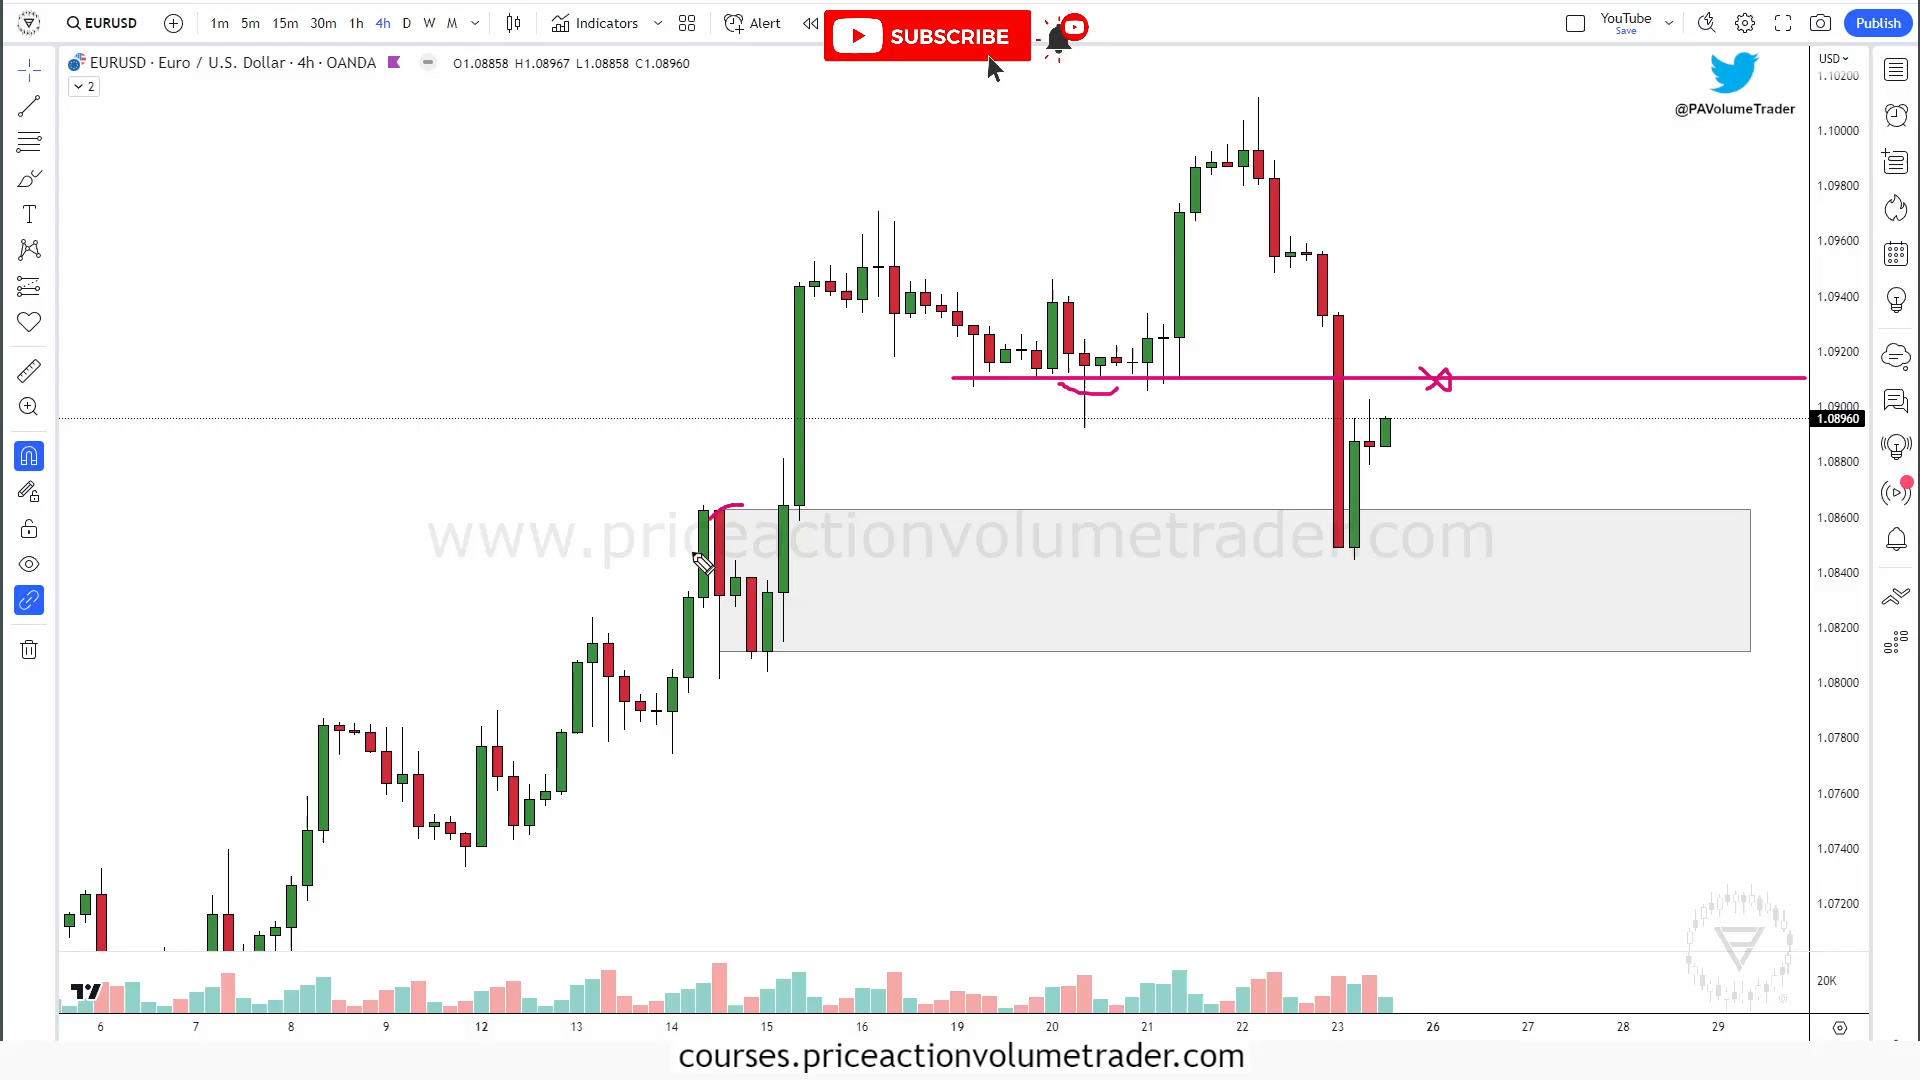 EURUSD
1m 5m 15m 30m 1h 4h D W M
Indicators
Alert
SUBSCRIBE
YouTube
Save
Publish
EURUSD · Euro / U.S. Dollar · 4h · OANDA
O1.08858 H1.08967 L1.08858 C1.08960
2
USD
@PAVolumeTrader
1.10200
1.10000
1.09800
1.09600
1.09400
1.09200
1.09000
1.08960
1.08800
1.08600
1.08400
1.08200
1.08000
1.07800
1.07600
1.07400
1.07200
20K
www.priceactionvolumetrader.com
6 7 8 9 12 13 14 15 16 19 20 21 22 23 26 27 28 29
courses.priceactionvolumetrader.com